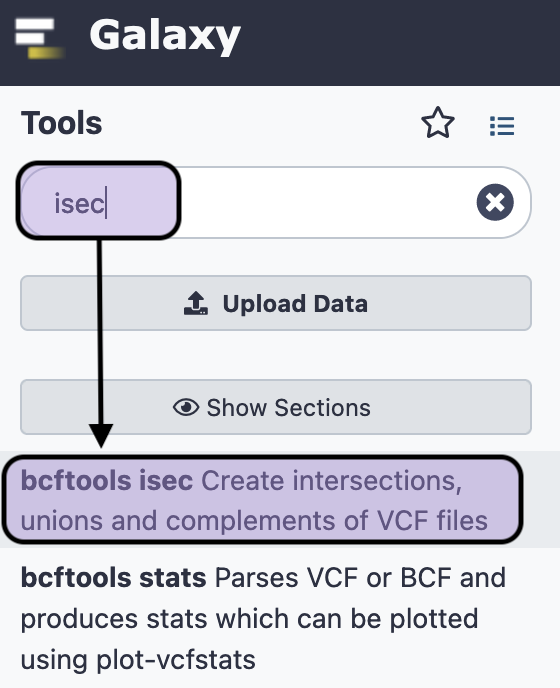 Galaxy
Tools
isec
Upload Data
Show Sections
bcftools isec Create intersections,
unions and complements of VCF files
bcftools stats Parses VCF or BCF and
produces stats which can be plotted
using plot-vcfstats